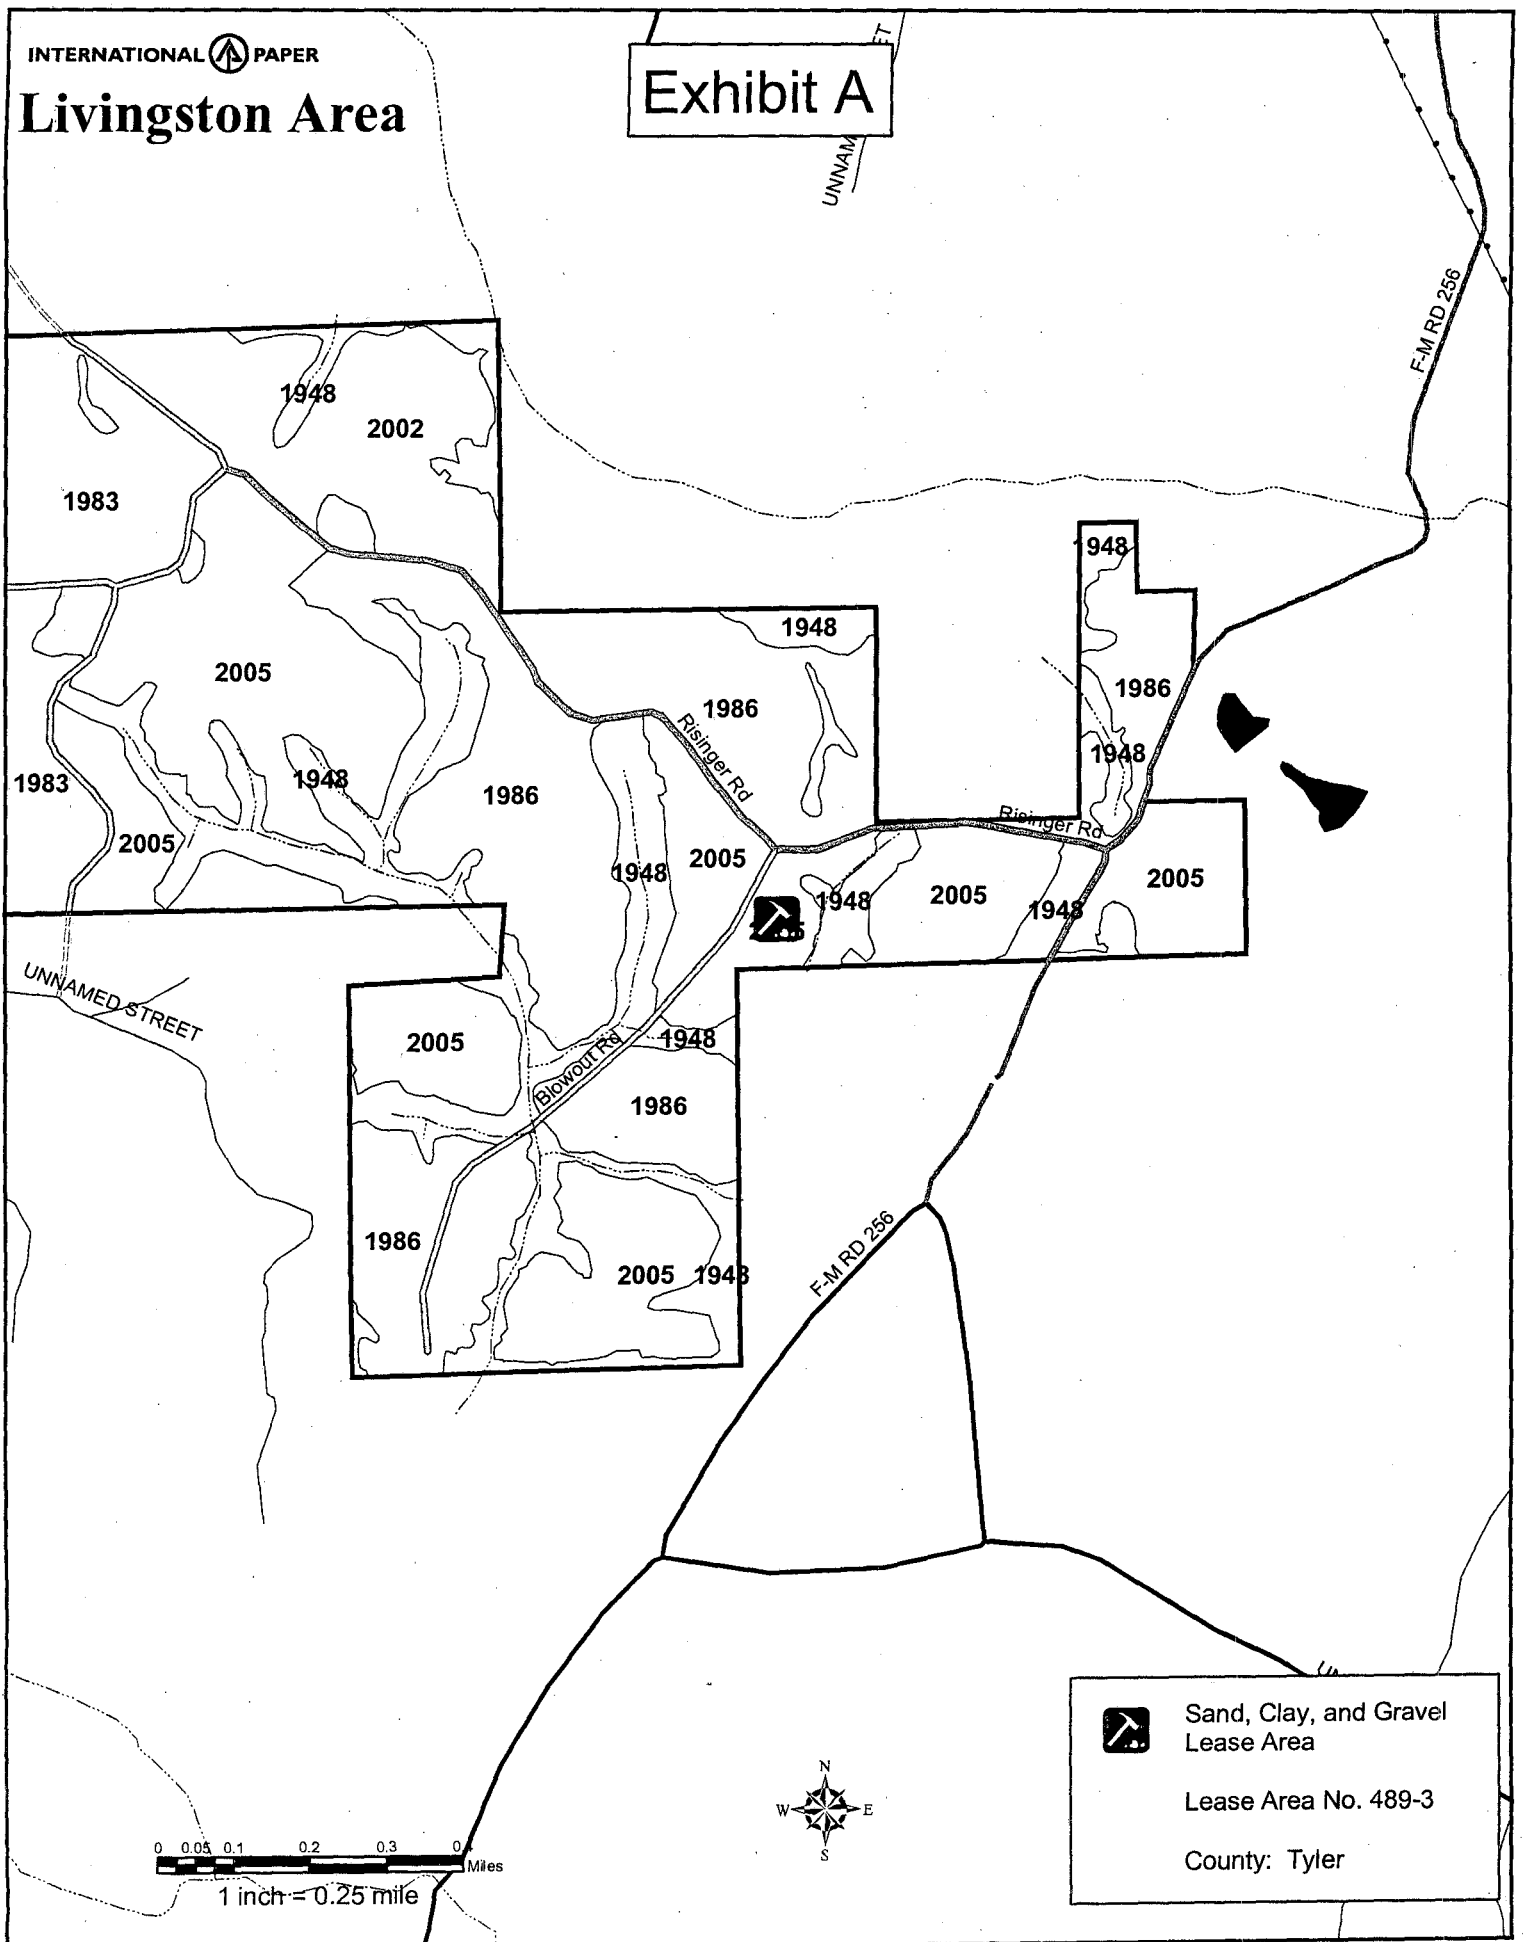 INTERNATIONAL PAPER
Livingston Area
Exhibit A
F-M RD 256
1948
2002
1983
1948
1948
2005
1986
1986
Risinger Rd
1948
1983
1948
1986
Risinger Rd
2005
2005
1948
2005
1948
2005
1948
UNNAMED STREET
2005
1948
Blowout Rd
1986
1986
F-M RD 256
2005
1948
Sand, Clay, and Gravel
Lease Area
Lease Area No. 489-3
County: Tyler
N
W E
S
0 0.05 0.1 0.2 0.3
Miles
1 inch = 0.25 mile